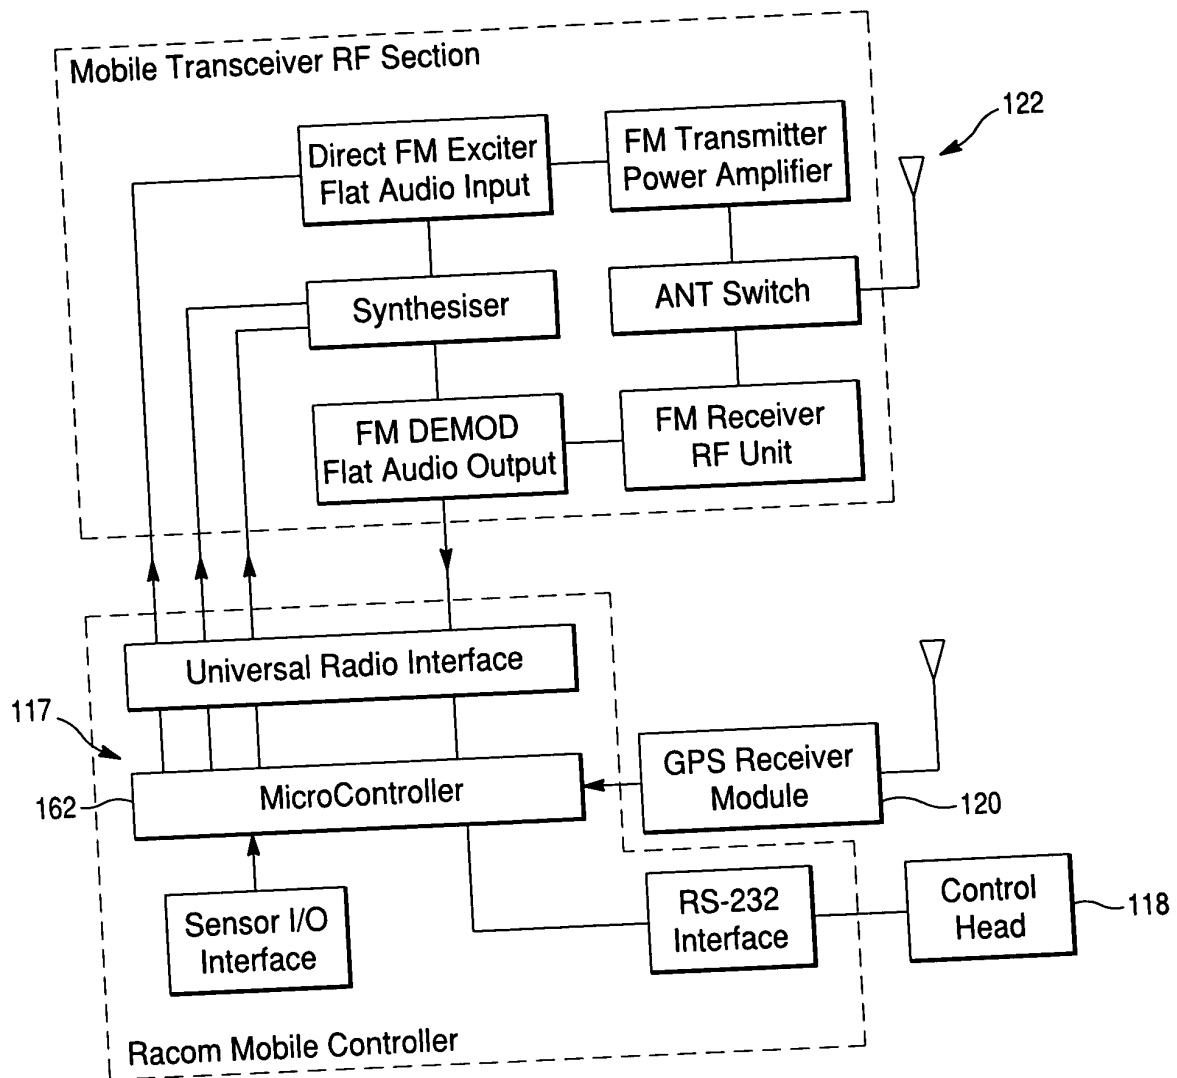 Mobile Transceiver RF Section
122
Direct FM Exciter
Flat Audio Input
FM Transmitter
Power Amplifier
Synthesiser
ANT Switch
FM DEMOD
Flat Audio Output
FM Receiver
RF Unit
Universal Radio Interface
117
MicroController
162
GPS Receiver
Module
120
Sensor I/O
Interface
RS-232
Interface
Control
Head
118
Racom Mobile Controller